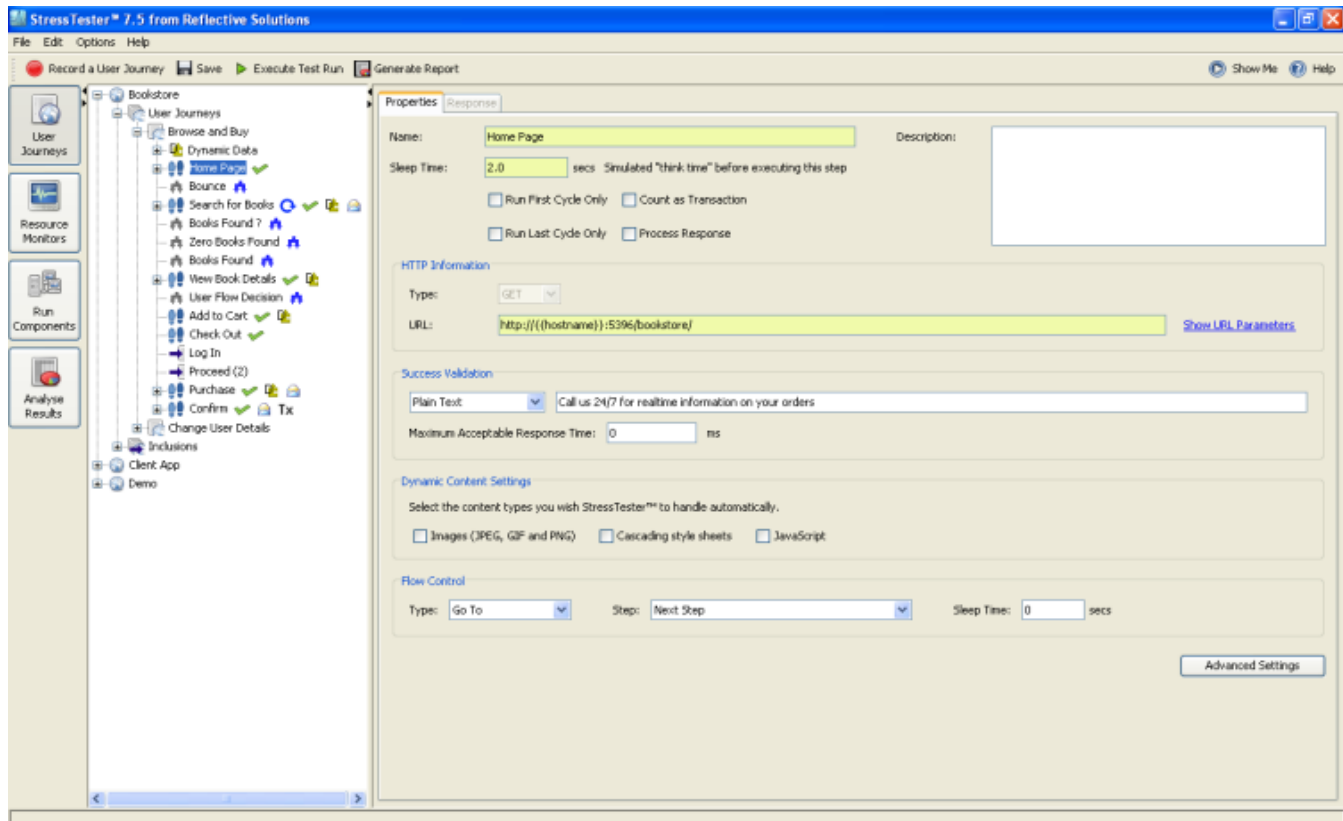 StressTester™ 7.5 from Reflective Solutions
File Edit Options Help
Record a User Journey Save Execute Test Run Generate Report Show Me Help
User Journeys
Resource Monitors
Run Components
Analyse Results
Bookstore
User Journeys
Browse and Buy
Dynamic Data
Home Page
Bounce
Search for Books
Books Found ?
Zero Books Found
Books Found
View Book Details
User Flow Decision
Add to Cart
Check Out
Log In
Proceed (2)
Purchase
Confirm Tx
Change User Details
Inclusions
Client App
Demo
Properties Response
Name: Home Page Description:
Sleep Time: 2.0 secs Simulated "think time" before executing this step
Run First Cycle Only Count as Transaction
Run Last Cycle Only Process Response
HTTP Information
Type: GET
URL: http://{{hostname}}:5396/bookstore/ Show URL Parameters
Success Validation
Plain Text Call us 24/7 for realtime information on your orders
Maximum Acceptable Response Time: 0 ms
Dynamic Content Settings
Select the content types you wish StressTester™ to handle automatically.
Images (JPEG, GIF and PNG) Cascading style sheets JavaScript
Flow Control
Type: Go To Step: Next Step Sleep Time: 0 secs
Advanced Settings